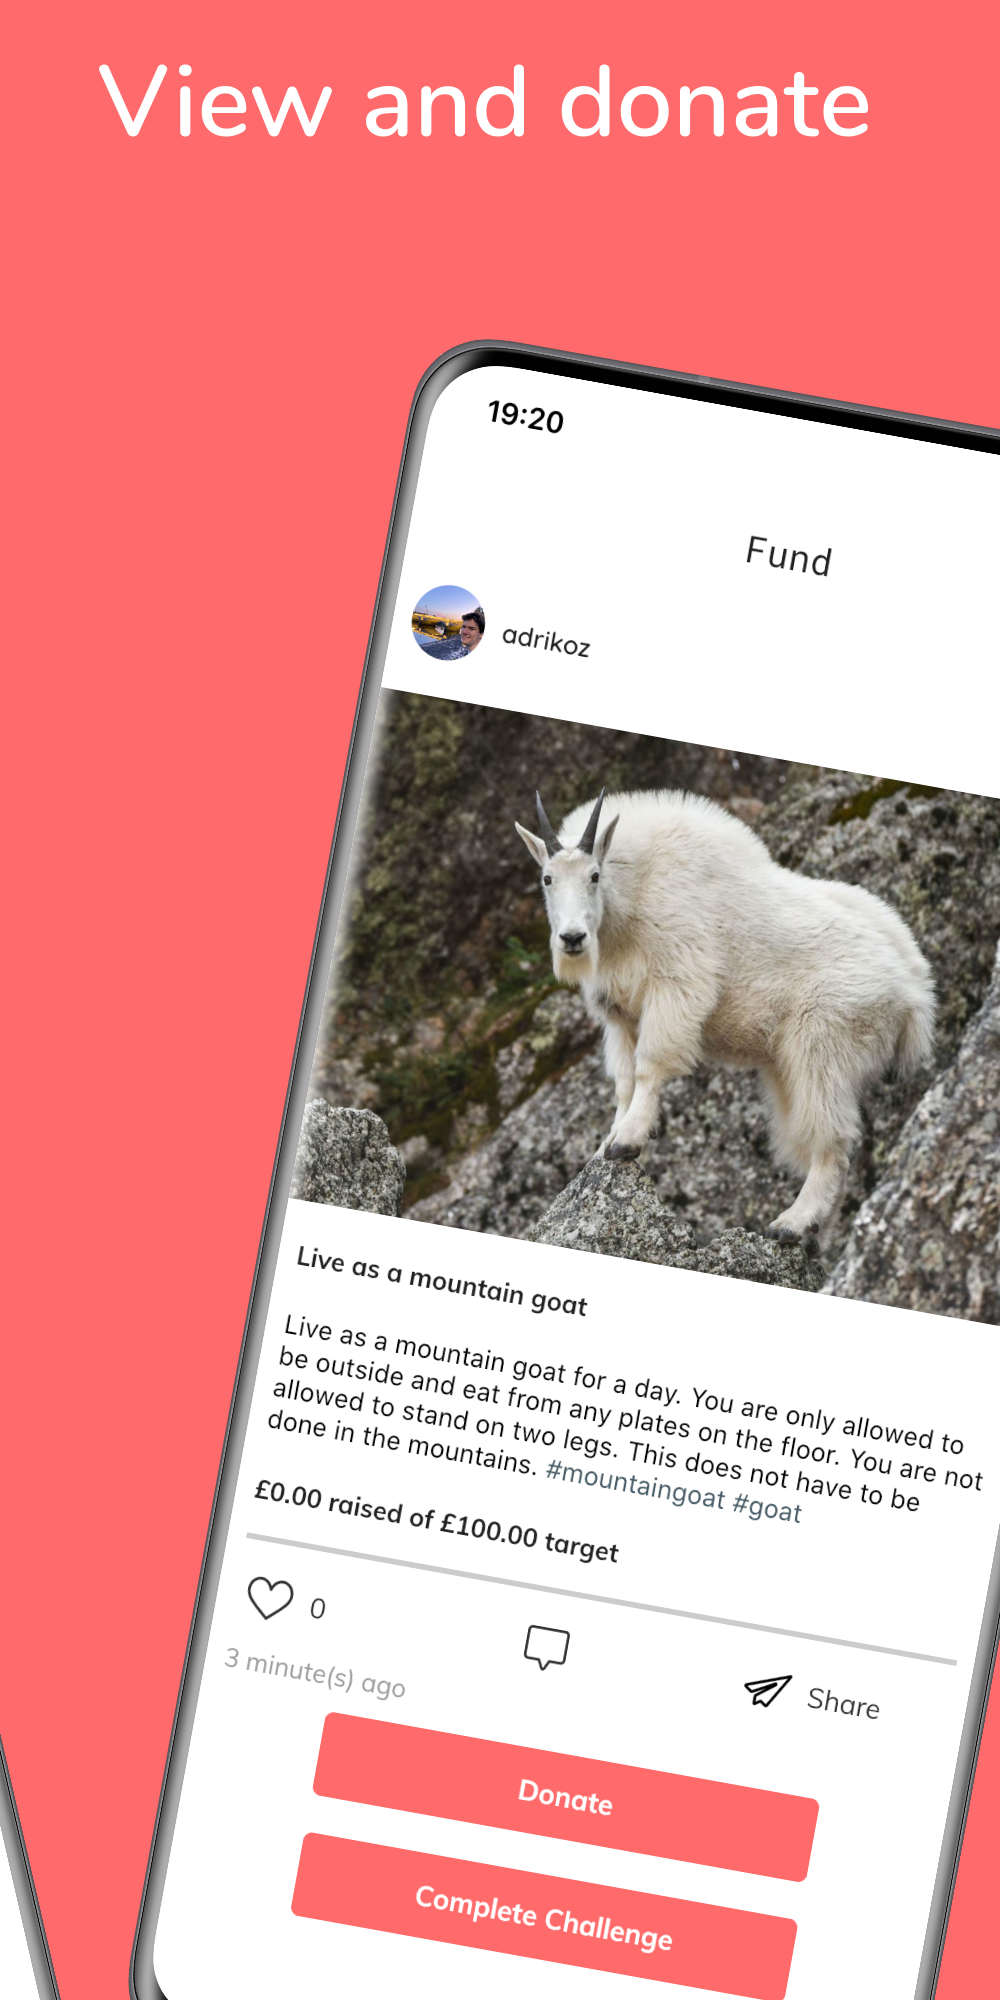 View and donate
19:20
Fund
adrikoz
Live as a mountain goat
Live as a mountain goat for a day. You are only allowed to
be outside and eat from any plates on the floor. You are not
allowed to stand on two legs. This does not have to be
done in the mountains. #mountaingoat #goat
£0.00 raised of £100.00 target
0
Share
3 minute(s) ago
Donate
Complete Challenge